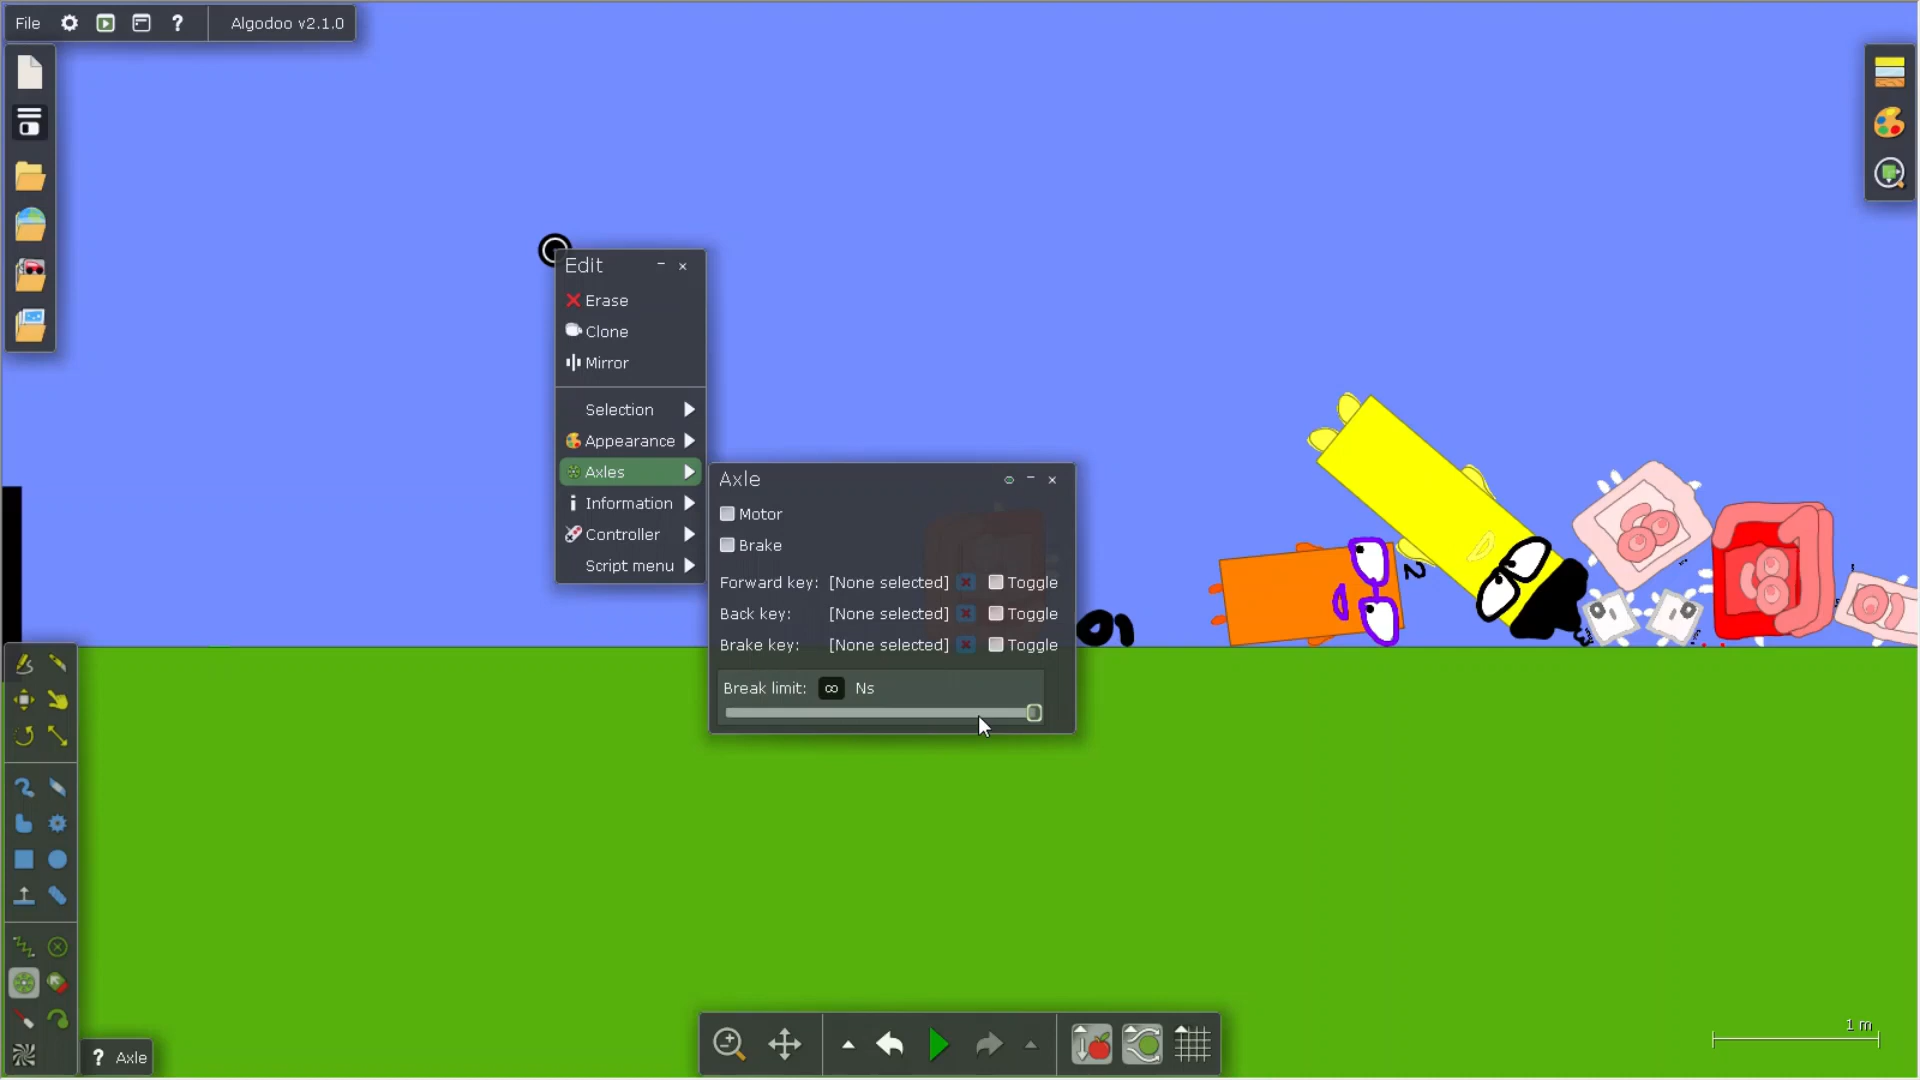 File ? Algodoo v2.1.0
Edit
Erase
Clone
Mirror
Selection
Appearance
Axles
Information
Controller
Script menu
Axle
Motor
Brake
Forward key: [None selected] Toggle
Back key: [None selected] Toggle
Brake key: [None selected] Toggle
Break limit: ∞ Ns
2
? Axle
1 m